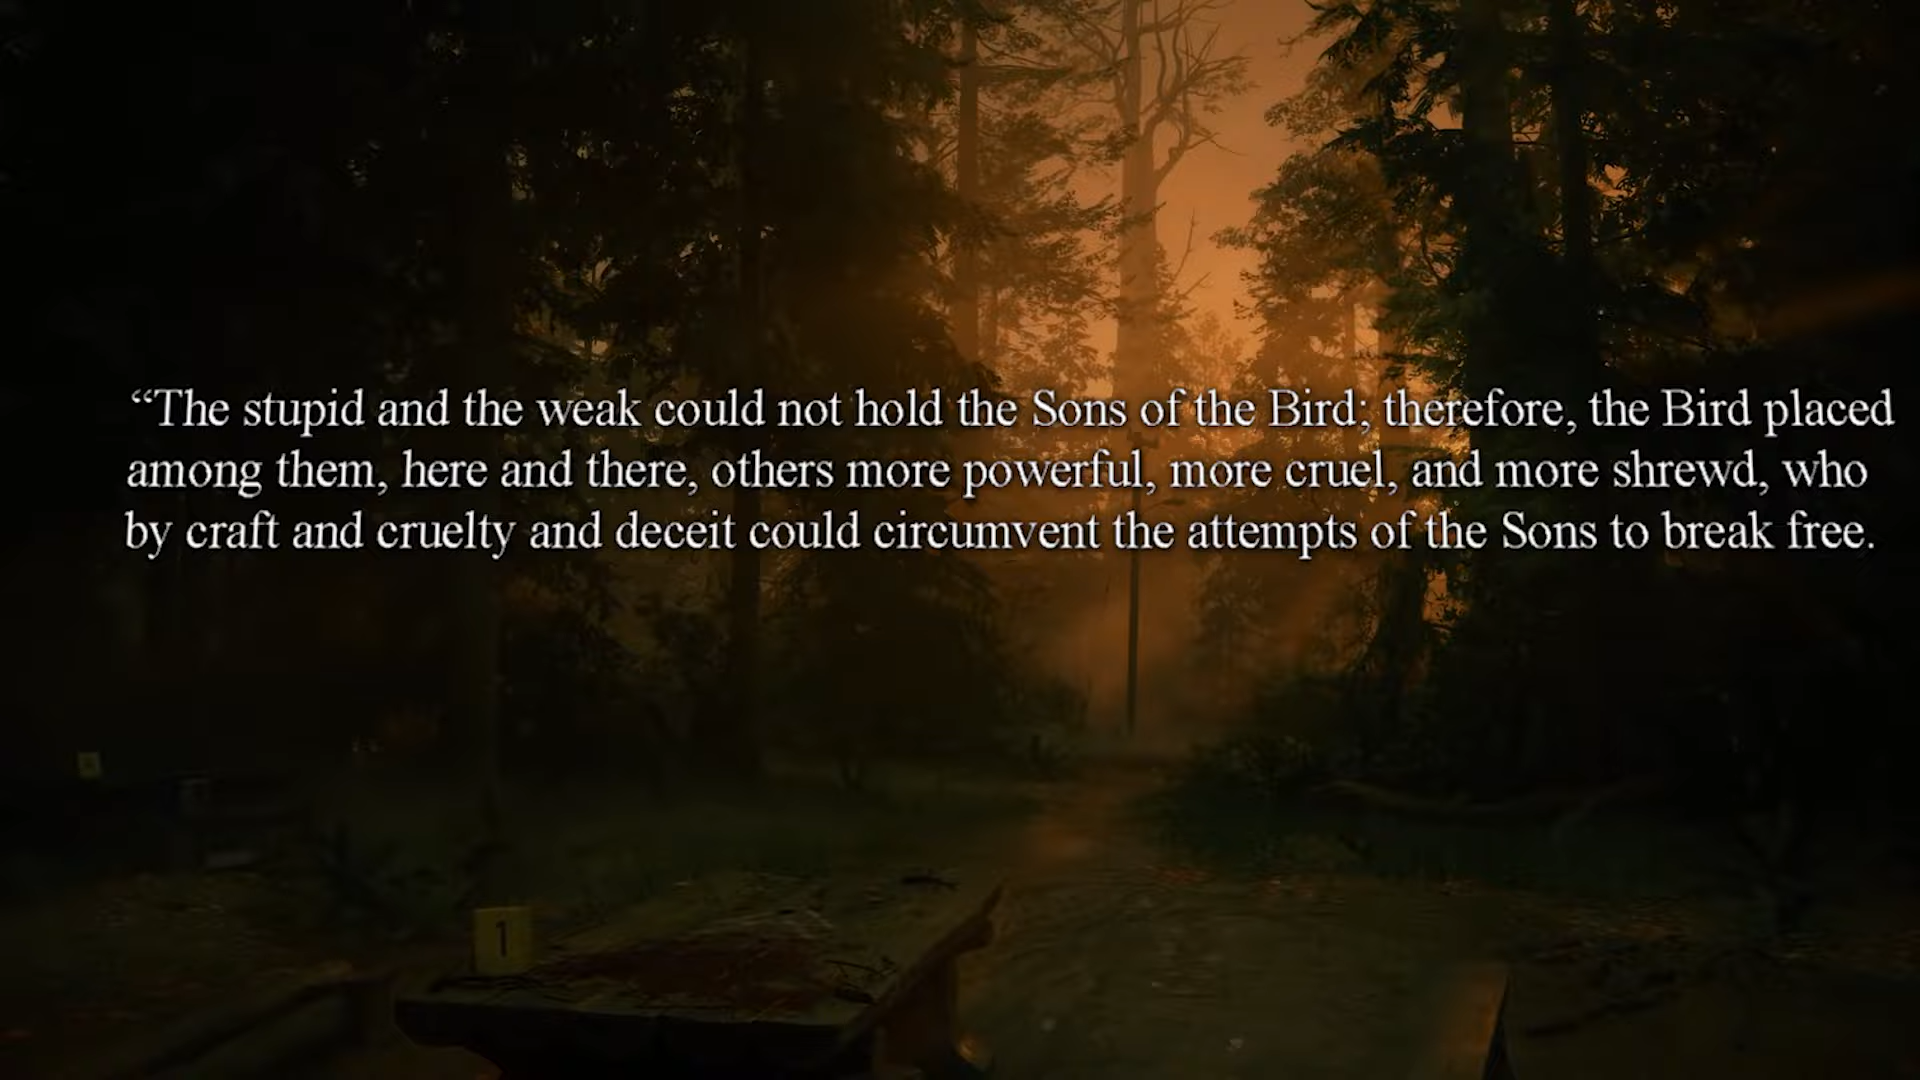 “The stupid and the weak could not hold the Sons of the Bird; therefore, the Bird placed
among them, here and there, others more powerful, more cruel, and more shrewd, who
by craft and cruelty and deceit could circumvent the attempts of the Sons to break free.
1